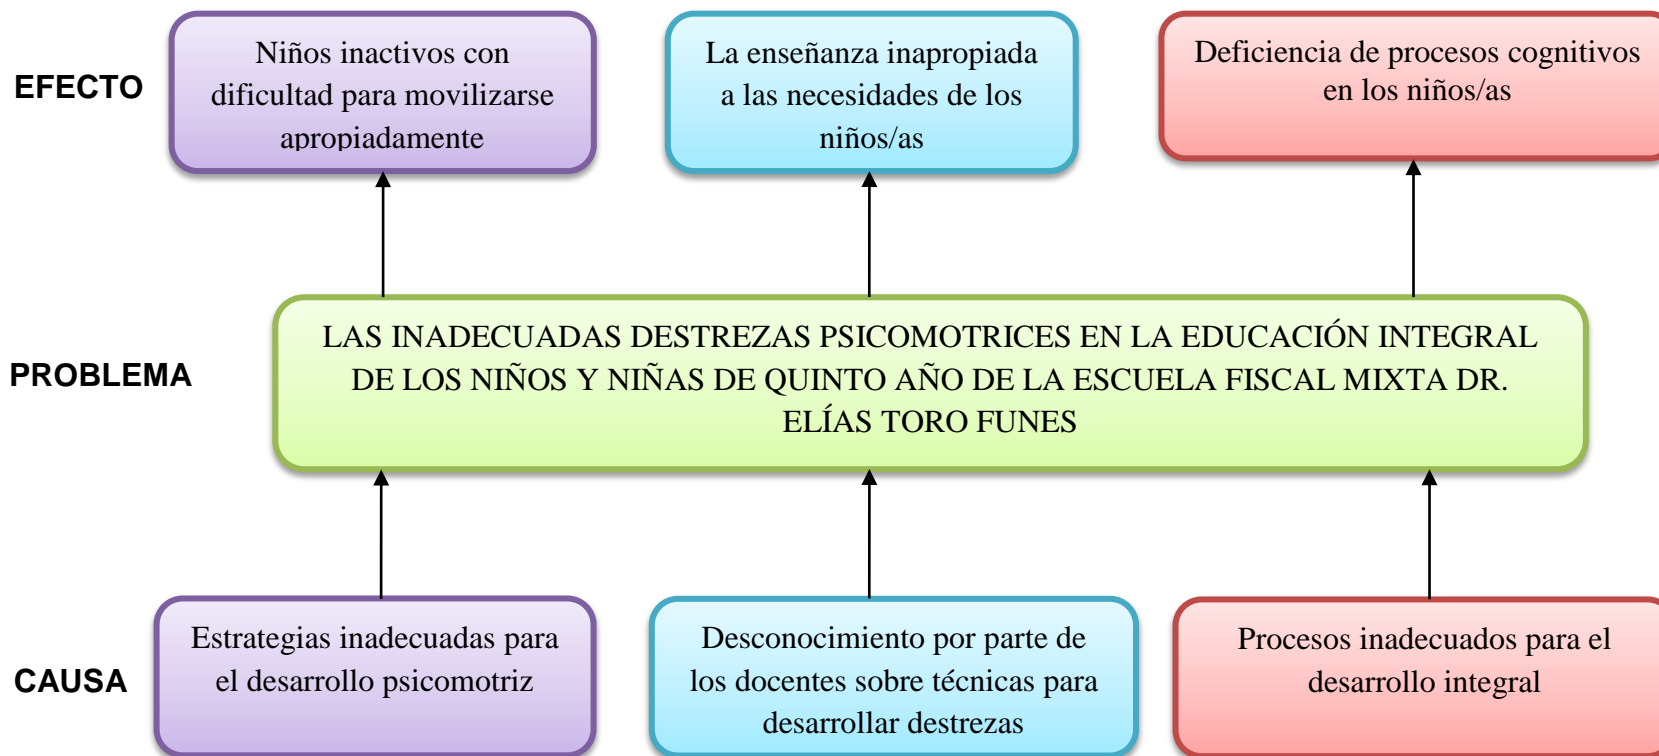 EFECTO
Niños inactivos con
dificultad para movilizarse
apropiadamente
La enseñanza inapropiada
a las necesidades de los
niños/as
Deficiencia de procesos cognitivos
en los niños/as
PROBLEMA
LAS INADECUADAS DESTREZAS PSICOMOTRICES EN LA EDUCACIÓN INTEGRAL
DE LOS NIÑOS Y NIÑAS DE QUINTO AÑO DE LA ESCUELA FISCAL MIXTA DR.
ELÍAS TORO FUNES
CAUSA
Estrategias inadecuadas para
el desarrollo psicomotriz
Desconocimiento por parte de
los docentes sobre técnicas para
desarrollar destrezas
Procesos inadecuados para el
desarrollo integral